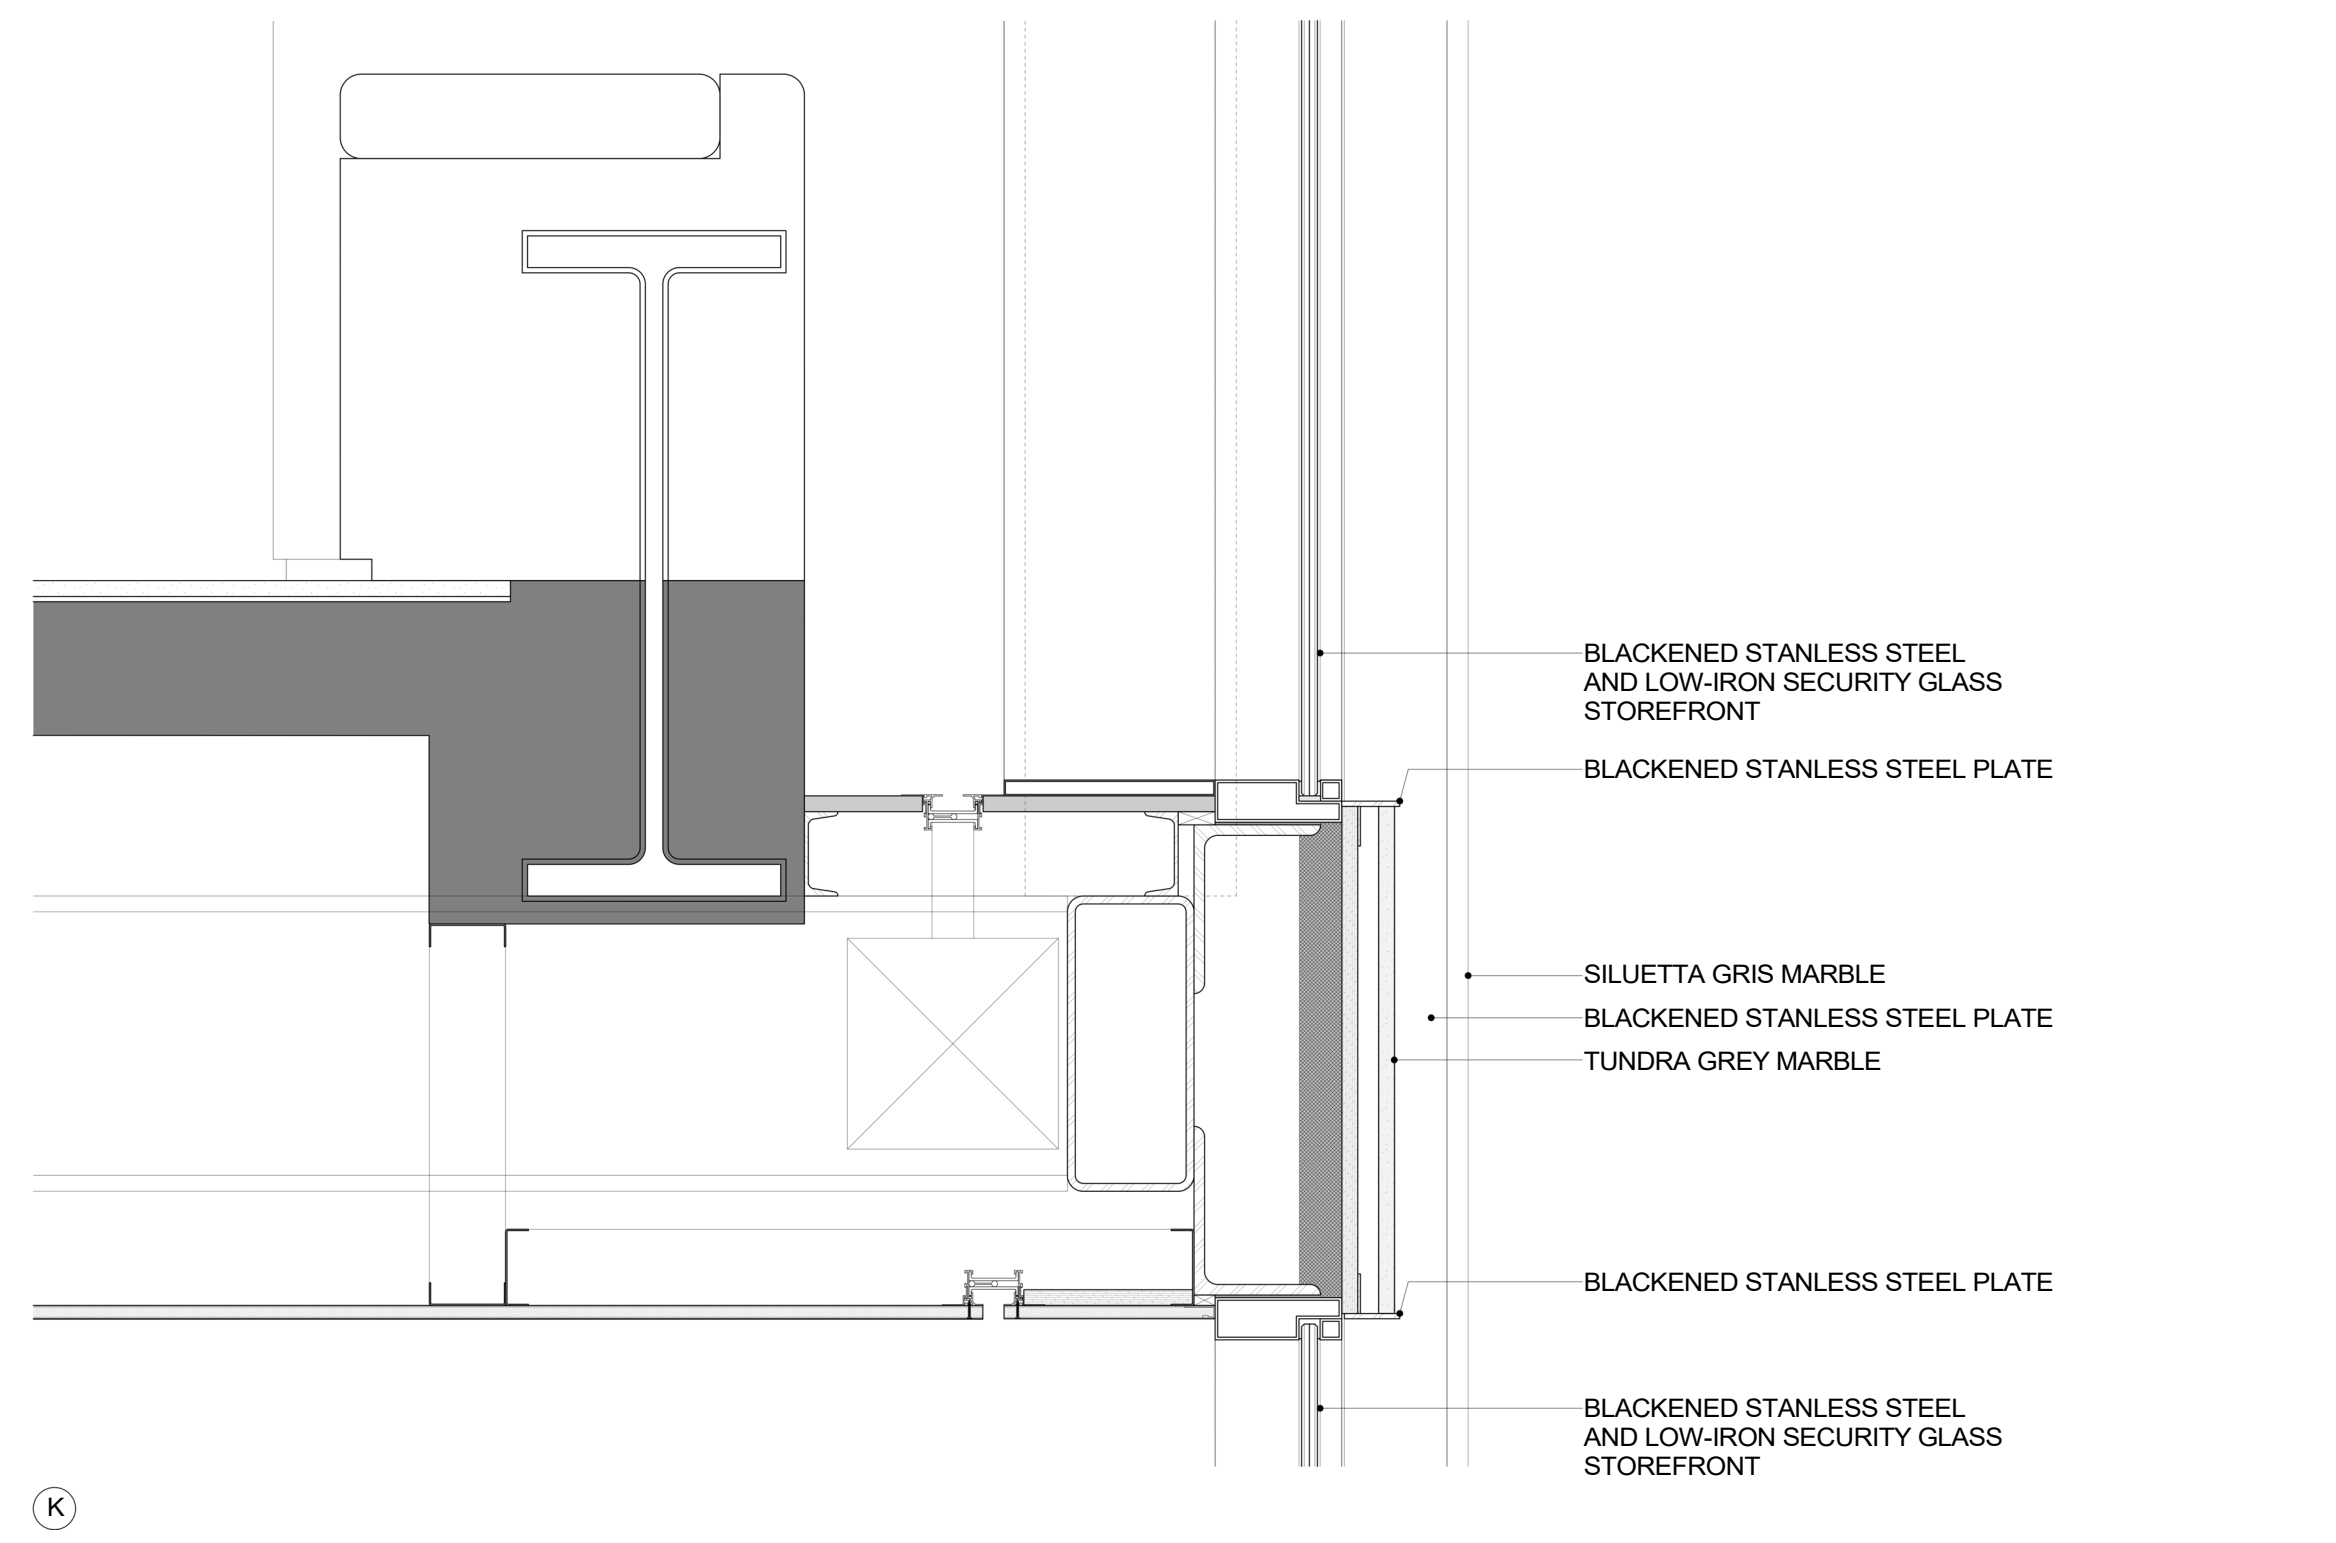 BLACKENED STANLESS STEEL
AND LOW-IRON SECURITY GLASS
STOREFRONT
BLACKENED STANLESS STEEL PLATE
SILUETTA GRIS MARBLE
BLACKENED STANLESS STEEL PLATE
TUNDRA GREY MARBLE
BLACKENED STANLESS STEEL PLATE
BLACKENED STANLESS STEEL
AND LOW-IRON SECURITY GLASS
STOREFRONT
K